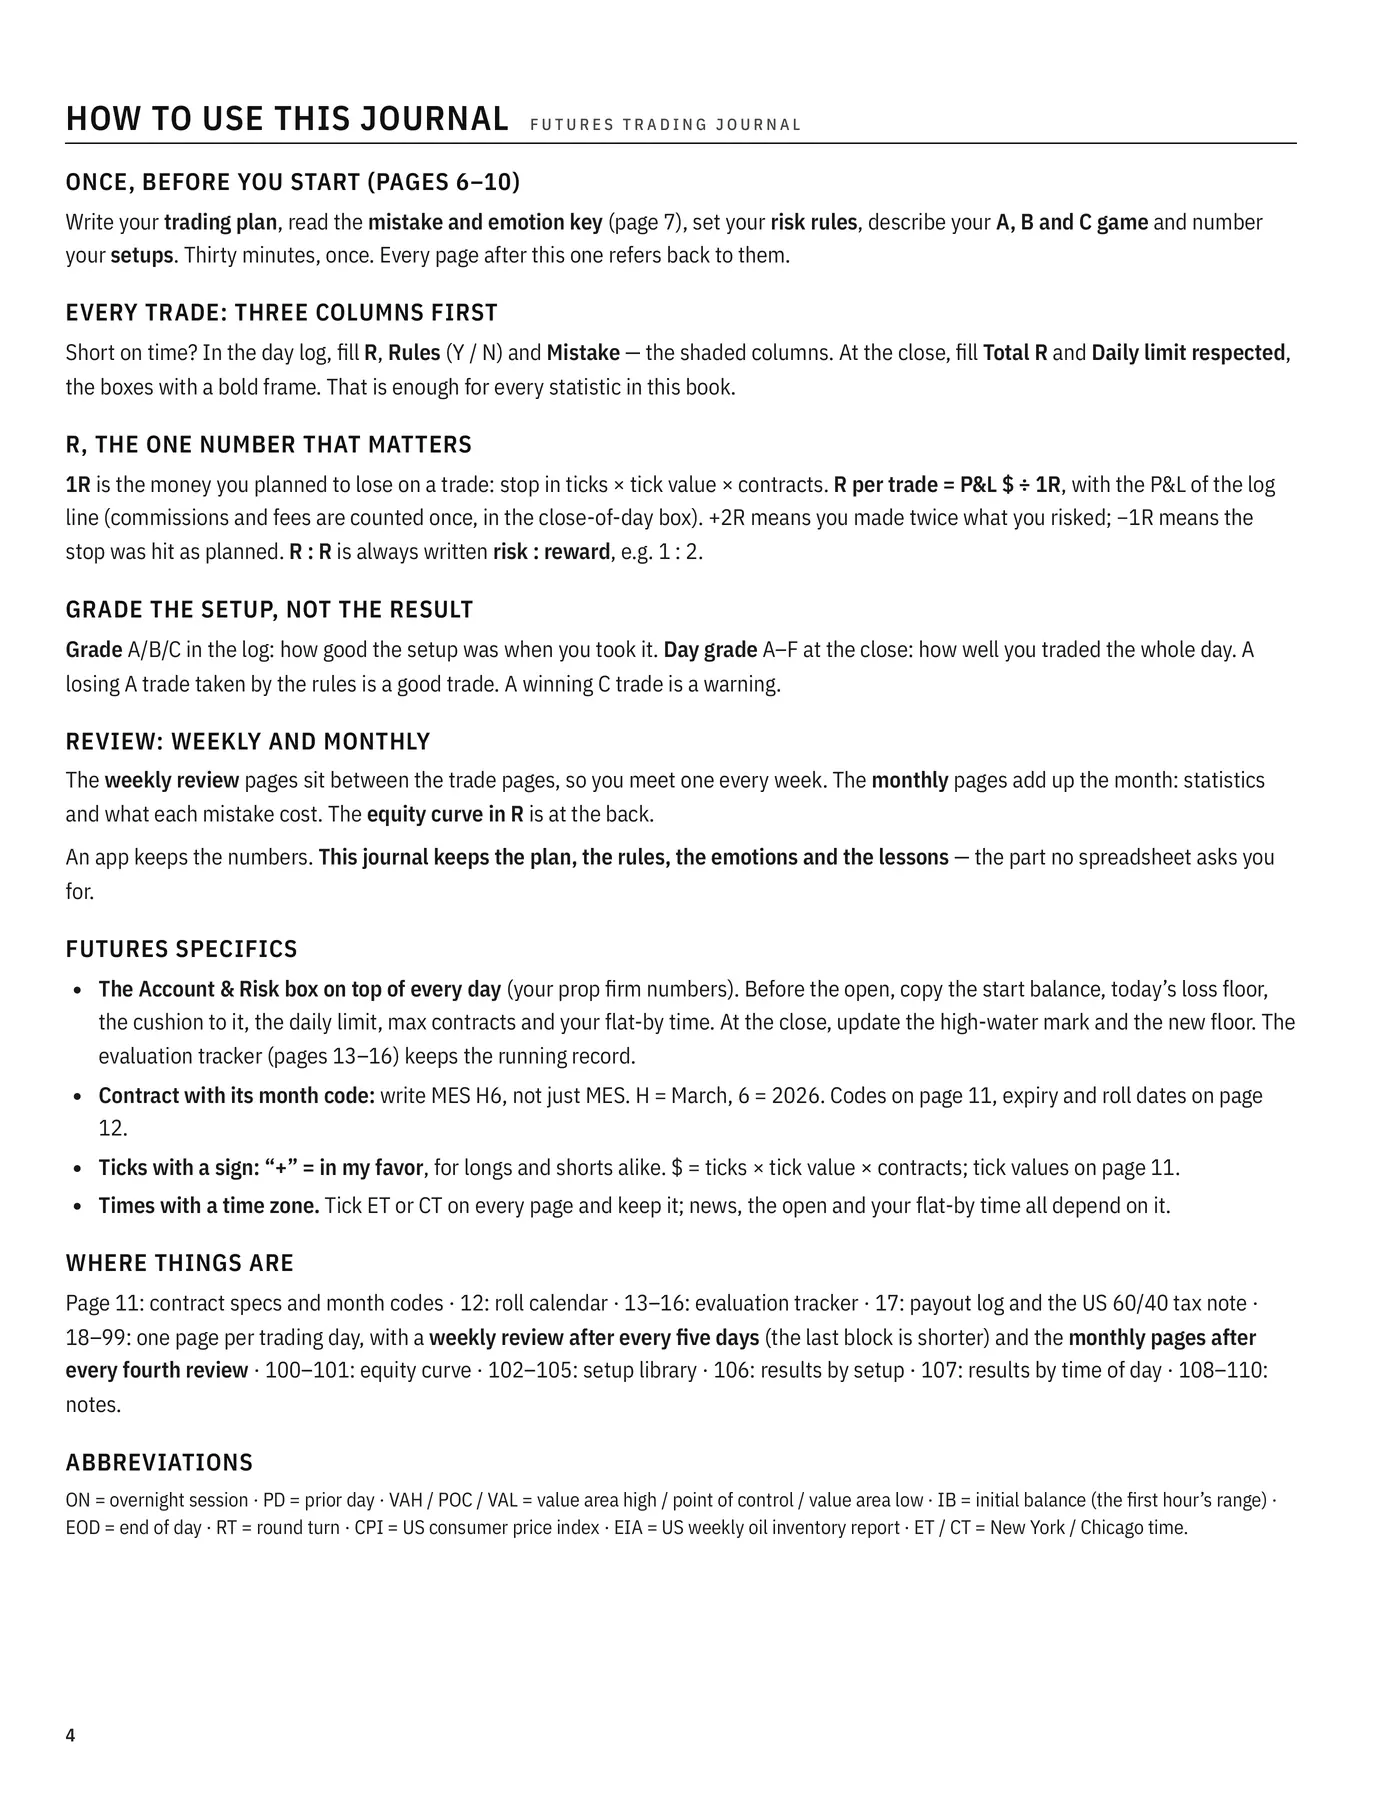 HOW TO USE THIS JOURNAL FUTURES TRADING JOURNAL
ONCE, BEFORE YOU START (PAGES 6–10)
Write your trading plan, read the mistake and emotion key (page 7), set your risk rules, describe your A, B and C game and number
your setups. Thirty minutes, once. Every page after this one refers back to them.
EVERY TRADE: THREE COLUMNS FIRST
Short on time? In the day log, fill R, Rules (Y / N) and Mistake — the shaded columns. At the close, fill Total R and Daily limit respected,
the boxes with a bold frame. That is enough for every statistic in this book.
R, THE ONE NUMBER THAT MATTERS
1R is the money you planned to lose on a trade: stop in ticks × tick value × contracts. R per trade = P&L $ ÷ 1R, with the P&L of the log
line (commissions and fees are counted once, in the close-of-day box). +2R means you made twice what you risked; −1R means the
stop was hit as planned. R : R is always written risk : reward, e.g. 1 : 2.
GRADE THE SETUP, NOT THE RESULT
Grade A/B/C in the log: how good the setup was when you took it. Day grade A–F at the close: how well you traded the whole day. A
losing A trade taken by the rules is a good trade. A winning C trade is a warning.
REVIEW: WEEKLY AND MONTHLY
The weekly review pages sit between the trade pages, so you meet one every week. The monthly pages add up the month: statistics
and what each mistake cost. The equity curve in R is at the back.
An app keeps the numbers. This journal keeps the plan, the rules, the emotions and the lessons — the part no spreadsheet asks you
for.
FUTURES SPECIFICS
• The Account & Risk box on top of every day (your prop firm numbers). Before the open, copy the start balance, today’s loss floor,
the cushion to it, the daily limit, max contracts and your flat-by time. At the close, update the high-water mark and the new floor. The
evaluation tracker (pages 13–16) keeps the running record.
• Contract with its month code: write MES H6, not just MES. H = March, 6 = 2026. Codes on page 11, expiry and roll dates on page
12.
• Ticks with a sign: “+” = in my favor, for longs and shorts alike. $ = ticks × tick value × contracts; tick values on page 11.
• Times with a time zone. Tick ET or CT on every page and keep it; news, the open and your flat-by time all depend on it.
WHERE THINGS ARE
Page 11: contract specs and month codes · 12: roll calendar · 13–16: evaluation tracker · 17: payout log and the US 60/40 tax note ·
18–99: one page per trading day, with a weekly review after every five days (the last block is shorter) and the monthly pages after
every fourth review · 100–101: equity curve · 102–105: setup library · 106: results by setup · 107: results by time of day · 108–110:
notes.
ABBREVIATIONS
ON = overnight session · PD = prior day · VAH / POC / VAL = value area high / point of control / value area low · IB = initial balance (the first hour’s range) ·
EOD = end of day · RT = round turn · CPI = US consumer price index · EIA = US weekly oil inventory report · ET / CT = New York / Chicago time.
4